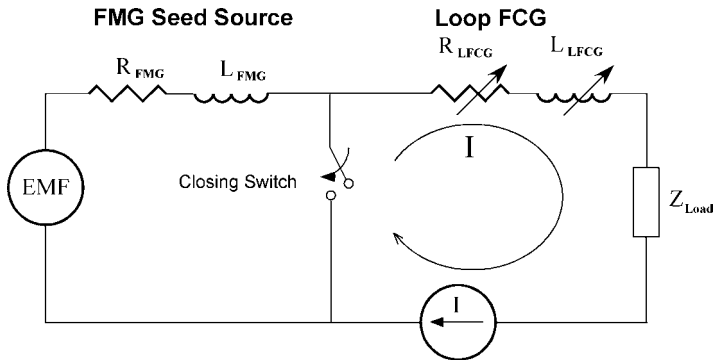 FMG Seed Source
Loop FCG
R FMG
L FMG
R LFCG
L LFCG
EMF
Closing Switch
I
Z Load
I